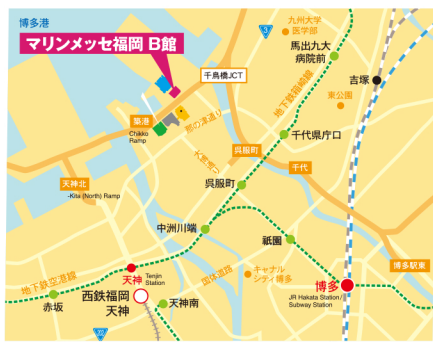 博多港
マリンメッセ福岡 B館
九州大学
医学部
3
馬出九大
病院前
千鳥橋JCT
吉塚
地下鉄箱崎線
東公園
築港
Chikko
Ramp
那の津通り
千代県庁口
大博通り
呉服町
千代
天神北
-Kita (North) Ramp
呉服町
中洲川端
祇園
博多駅東
地下鉄空港線
天神
Tenjin
Station
国体道路
キャナル
シティ博多
博多
JR Hakata Station/
Subway Station
赤坂
西鉄福岡
天神
天神南